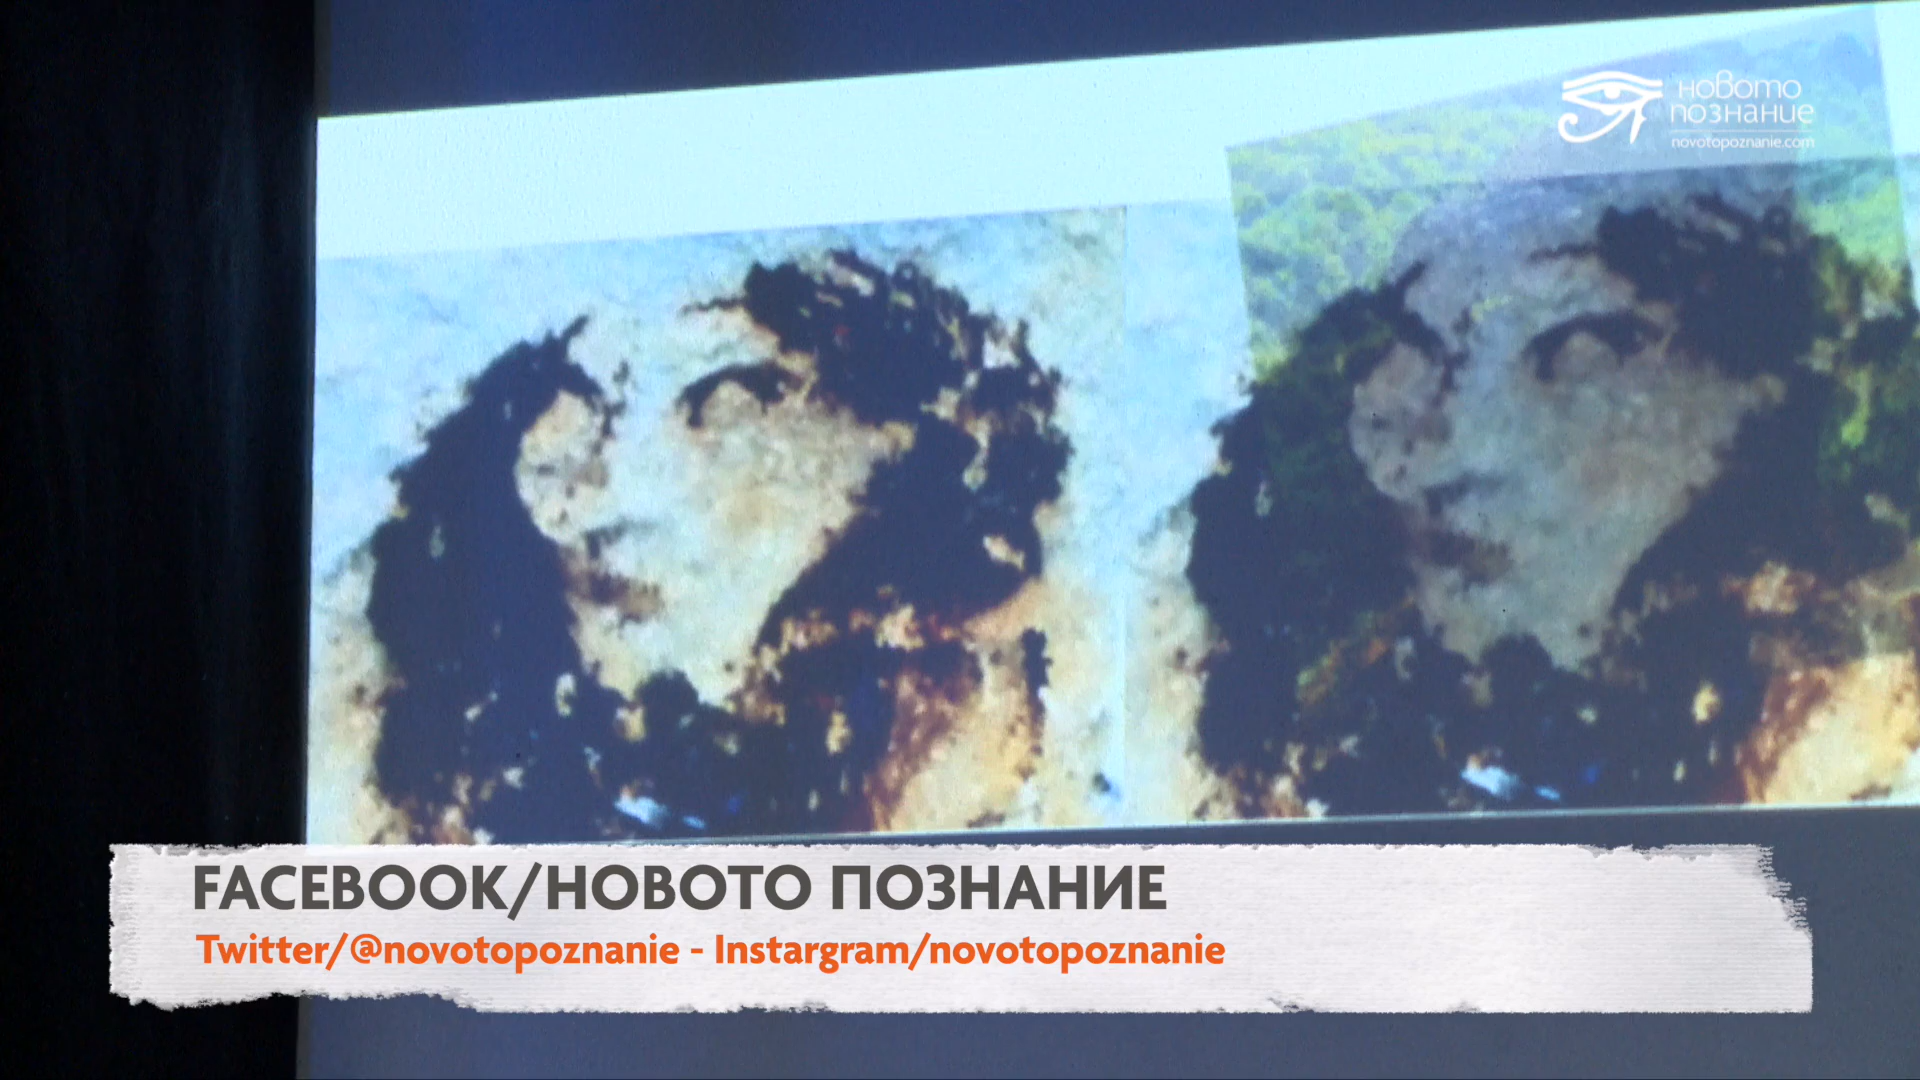 новото
познание
novotopoznanie.com
FACEBOOK/НОВОТО ПОЗНАНИЕ
Twitter/@novotopoznanie - Instargram/novotopoznanie